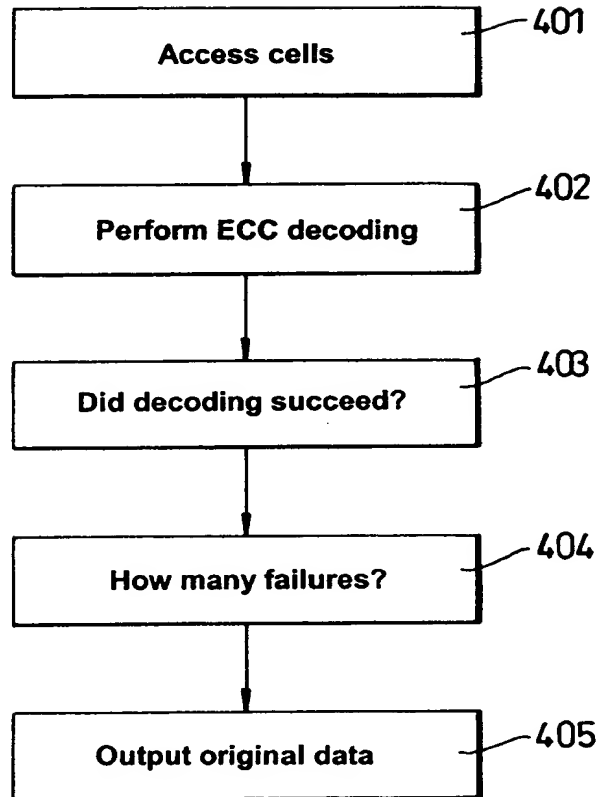 401
Access cells
402
Perform ECC decoding
403
Did decoding succeed?
404
How many failures?
405
Output original data